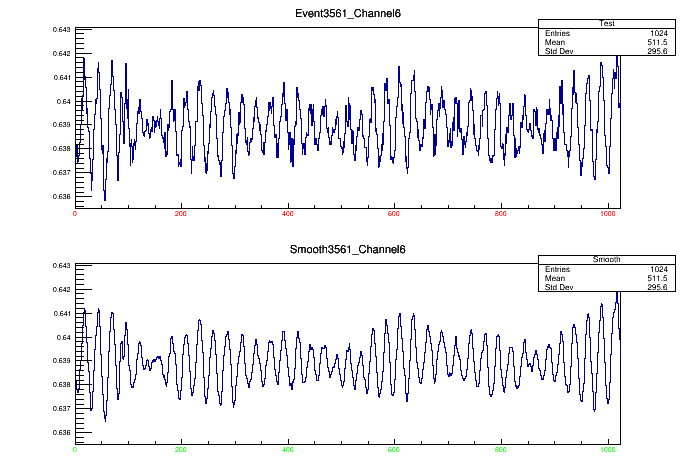 Event3561_Channel6
Test
Entries 1024
Mean 511.5
Std Dev 295.6
0.643
0.642
0.641
0.64
0.639
0.638
0.637
0.636
0 200 400 600 800 1000
Smooth3561_Channel6
Smooth
Entries 1024
Mean 511.5
Std Dev 295.6
0.643
0.642
0.641
0.64
0.639
0.638
0.637
0.636
0 200 400 600 800 1000